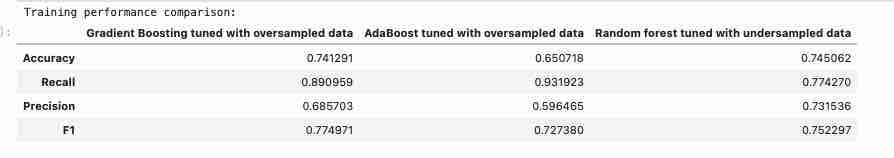 Training performance comparison:
]:
Gradient Boosting tuned with oversampled data AdaBoost tuned with oversampled data Random forest tuned with undersampled data
Accuracy 0.741291 0.650718 0.745062
Recall 0.890959 0.931923 0.774270
Precision 0.685703 0.596465 0.731536
F1 0.774971 0.727380 0.752297